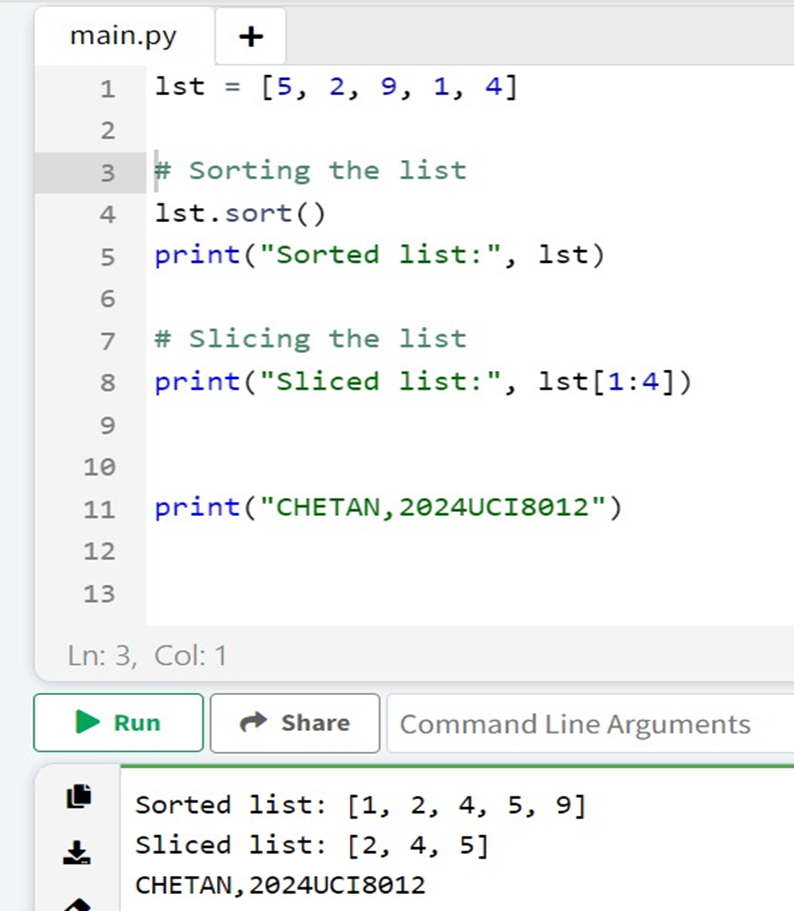 main.py +
1 lst = [5, 2, 9, 1, 4]
2
3 # Sorting the list
4 lst.sort()
5 print("Sorted list:", lst)
6
7 # Slicing the list
8 print("Sliced list:", lst[1:4])
9
10
11 print("CHETAN,2024UCI8012")
12
13
Ln: 3, Col: 1
Run Share Command Line Arguments
Sorted list: [1, 2, 4, 5, 9]
Sliced list: [2, 4, 5]
CHETAN,2024UCI8012